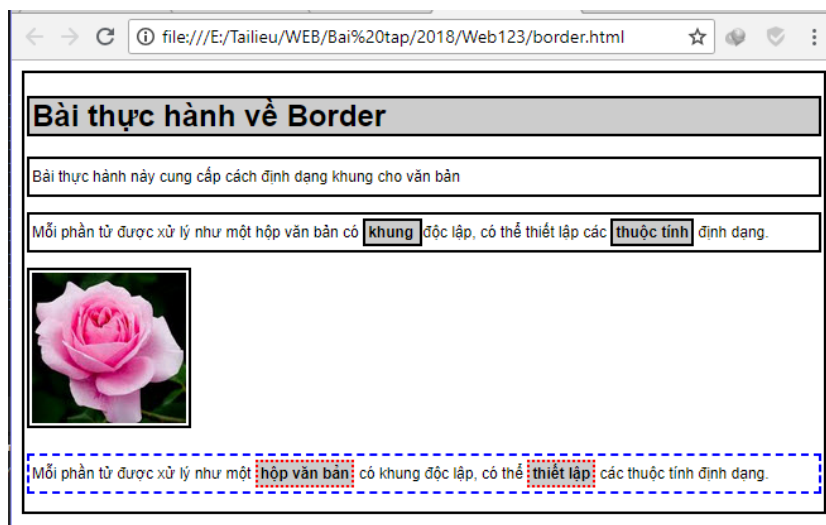 file:///E:/Tailieu/WEB/Bai%20tap/2018/Web123/border.html
Bài thực hành về Border
Bài thực hành này cung cấp cách định dạng khung cho văn bản
Mỗi phần tử được xử lý như một hộp văn bản có khung độc lập, có thể thiết lập các thuộc tính định dạng.
Mỗi phần tử được xử lý như một hộp văn bản có khung độc lập, có thể thiết lập các thuộc tính định dạng.